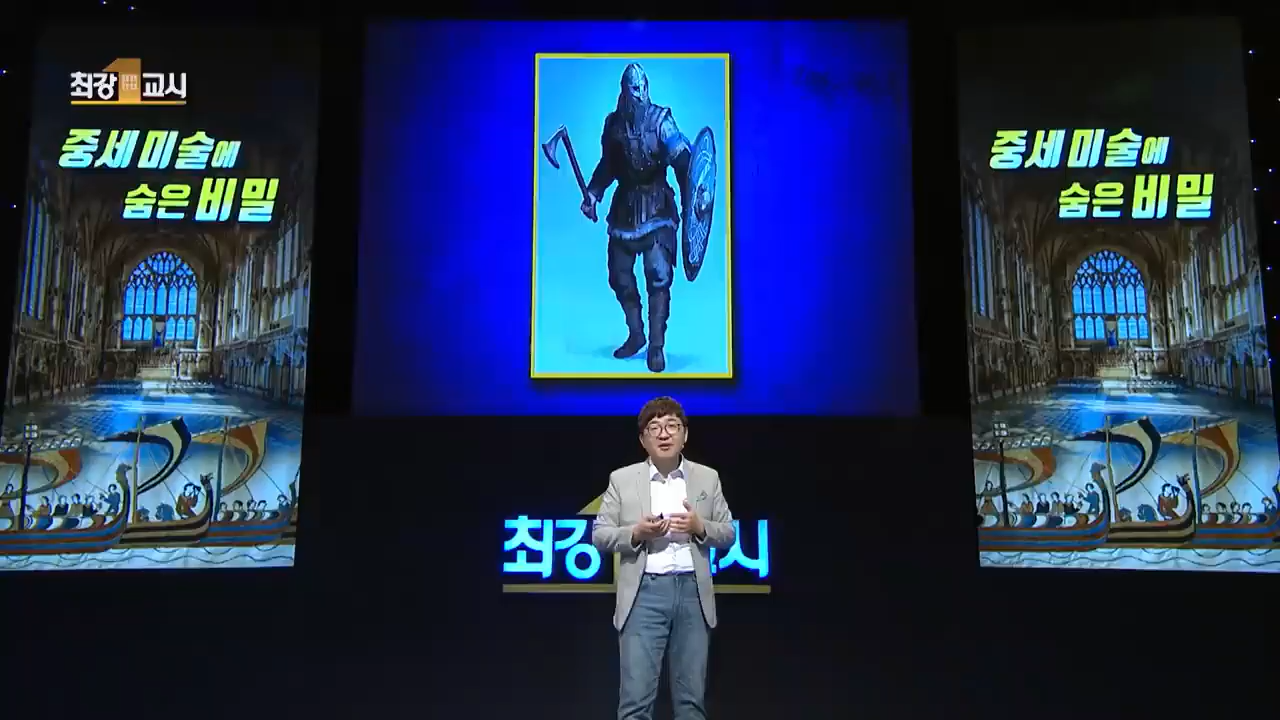 최강1교시
중세 미술에
숨은 비밀
중세 미술에
숨은 비밀
최강 교시